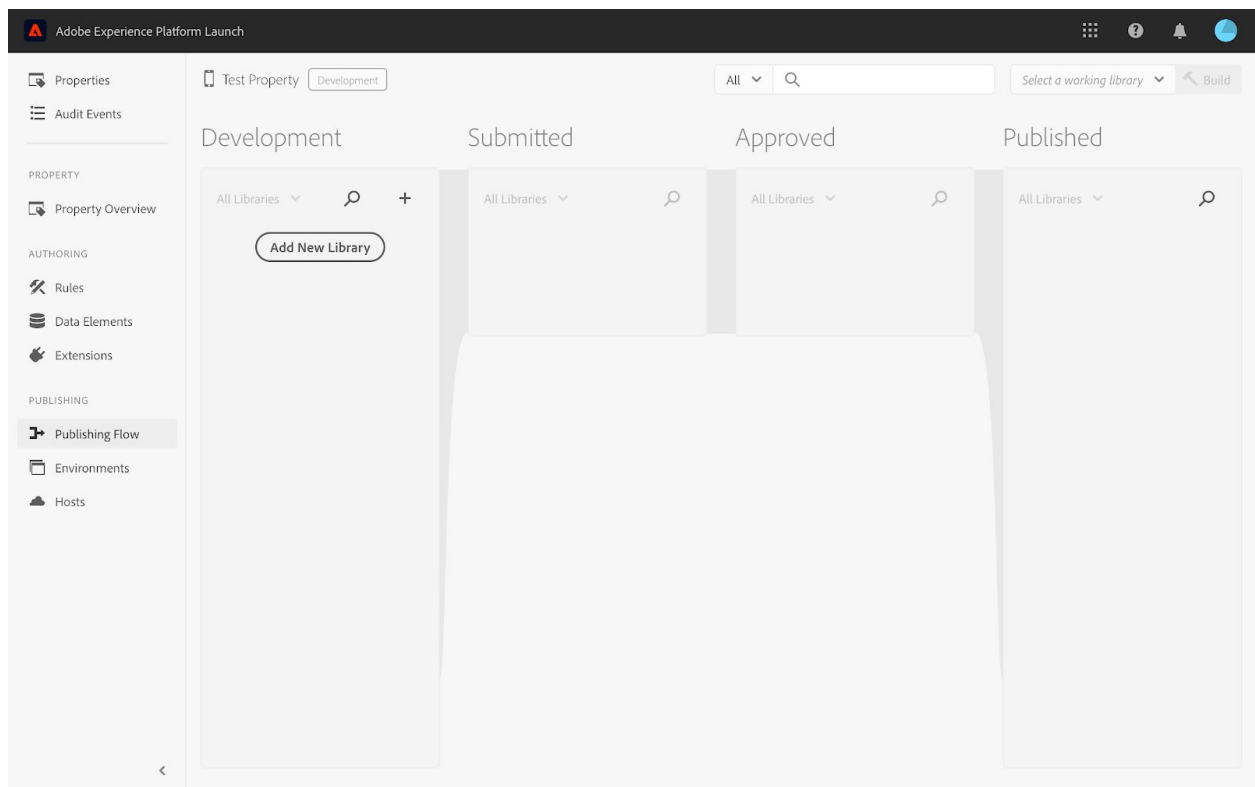 Adobe Experience Platform Launch
Properties
Audit Events
PROPERTY
Property Overview
AUTHORING
Rules
Data Elements
Extensions
PUBLISHING
Publishing Flow
Environments
Hosts
Test Property Development
All
Select a working library
Build
Development
Submitted
Approved
Published
All Libraries
Add New Library
All Libraries
All Libraries
All Libraries